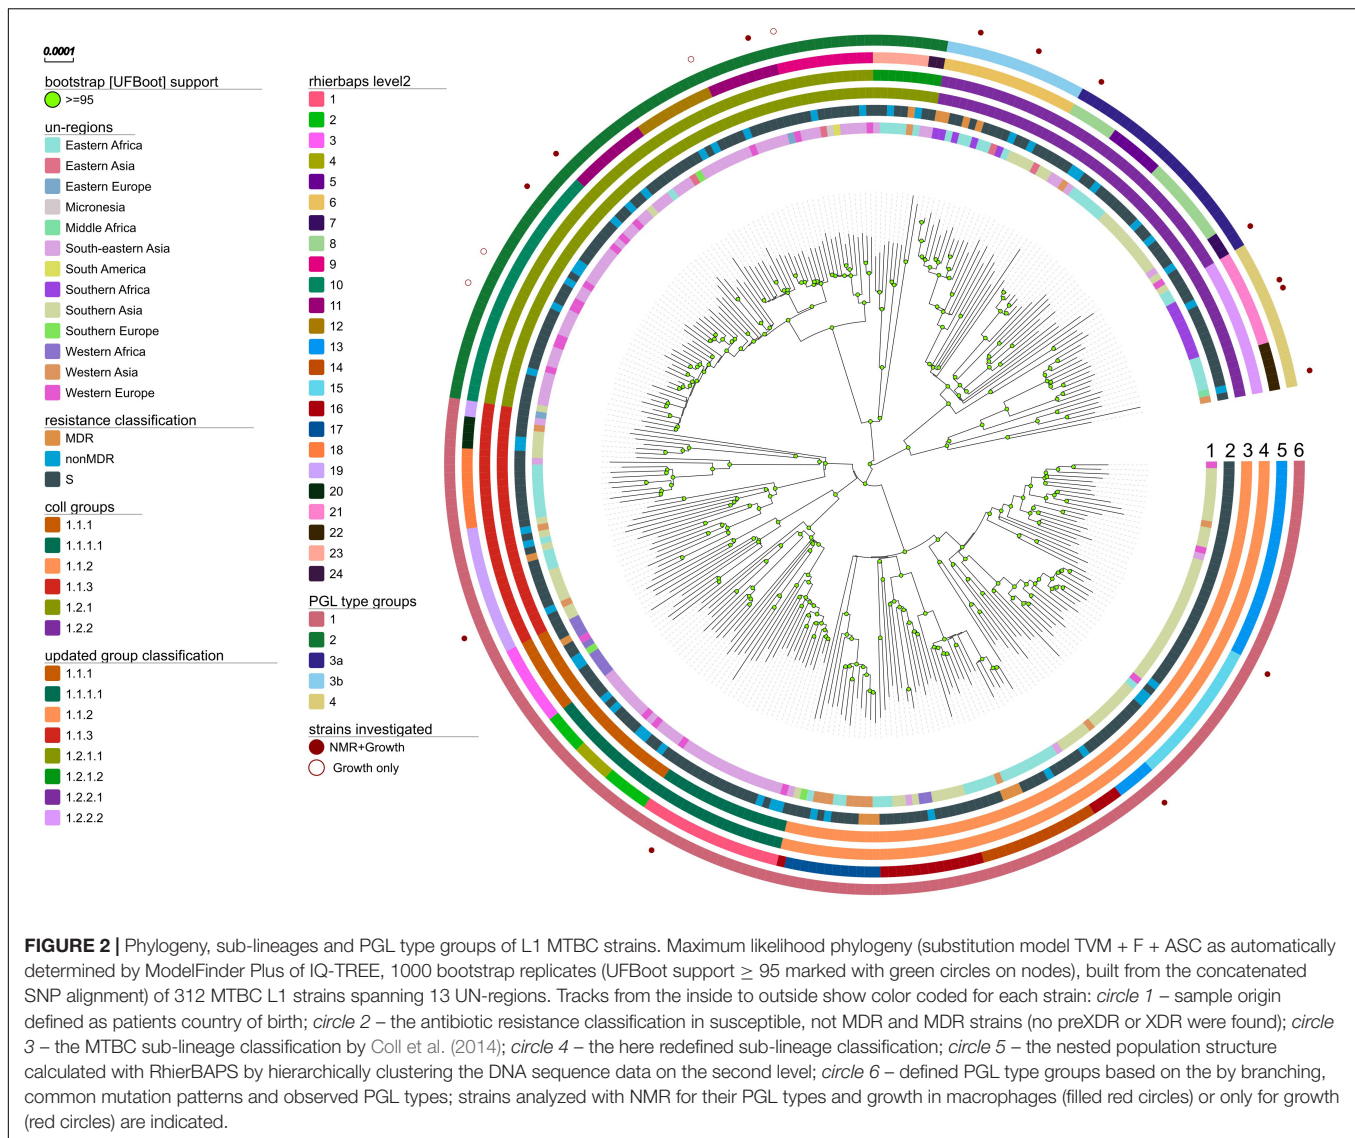 0.0001
bootstrap [UFBoot] support
>=95
un-regions
Eastern Africa
Eastern Asia
Eastern Europe
Micronesia
Middle Africa
South-eastern Asia
South America
Southern Africa
Southern Asia
Southern Europe
Western Africa
Western Asia
Western Europe
resistance classification
MDR
nonMDR
S
coll groups
1.1.1
1.1.1.1
1.1.2
1.1.3
1.2.1
1.2.2
updated group classification
1.1.1
1.1.1.1
1.1.2
1.1.3
1.2.1.1
1.2.1.2
1.2.2.1
1.2.2.2
rhierbaps level2
1
2
3
4
5
6
7
8
9
10
11
12
13
14
15
16
17
18
19
20
21
22
23
24
PGL type groups
1
2
3a
3b
4
strains investigated
NMR+Growth
Growth only
1 2 3 4 5 6
FIGURE 2 | Phylogeny, sub-lineages and PGL type groups of L1 MTBC strains. Maximum likelihood phylogeny (substitution model TVM + F + ASC as automatically
determined by ModelFinder Plus of IQ-TREE, 1000 bootstrap replicates (UFBoot support ≥ 95 marked with green circles on nodes), built from the concatenated
SNP alignment) of 312 MTBC L1 strains spanning 13 UN-regions. Tracks from the inside to outside show color coded for each strain: circle 1 – sample origin
defined as patients country of birth; circle 2 – the antibiotic resistance classification in susceptible, not MDR and MDR strains (no preXDR or XDR were found); circle
3 – the MTBC sub-lineage classification by Coll et al. (2014); circle 4 – the here redefined sub-lineage classification; circle 5 – the nested population structure
calculated with RhierBAPS by hierarchically clustering the DNA sequence data on the second level; circle 6 – defined PGL type groups based on the by branching,
common mutation patterns and observed PGL types; strains analyzed with NMR for their PGL types and growth in macrophages (filled red circles) or only for growth
(red circles) are indicated.